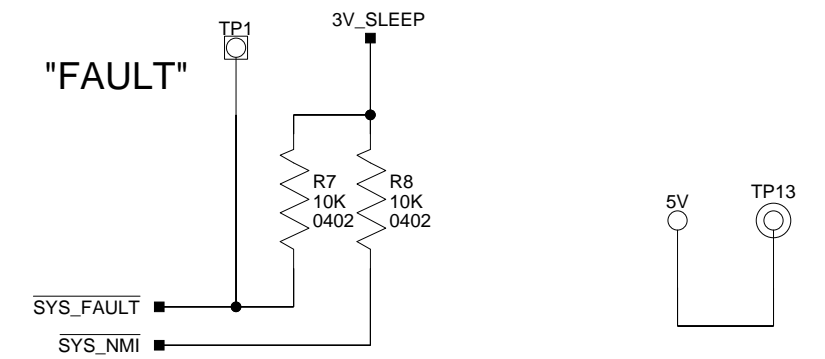 TP1
3V_SLEEP
"FAULT"
R7
10K
0402
R8
10K
0402
5V
TP13
SYS_FAULT
SYS_NMI